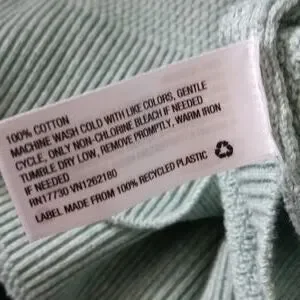 100% COTTON
MACHINE WASH COLD WITH LIKE COLORS, GENTLE
CYCLE, ONLY NON-CHLORINE BLEACH IF NEEDED
TUMBLE DRY LOW, REMOVE PROMPTLY, WARM IRON
IF NEEDED
RN17730 VN1262180
LABEL MADE FROM 100% RECYCLED PLASTIC